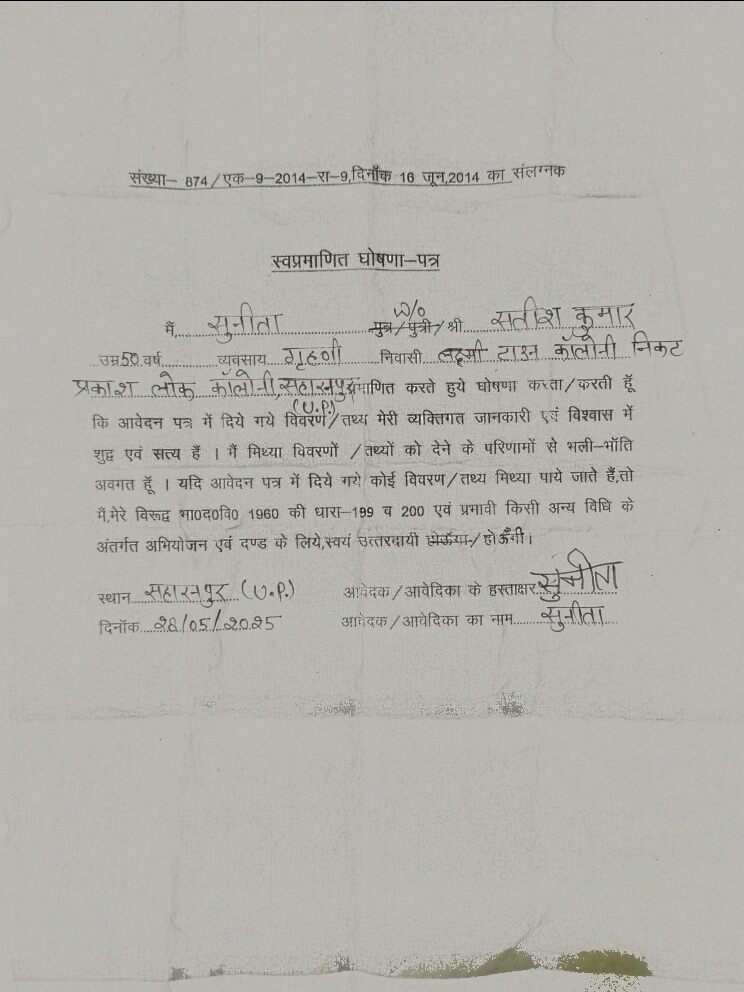 संख्या- 874/एक-9-2014-रा-9,दिनाँक 16 जून,2014 का संलग्नक
स्वप्रमाणित घोषणा-पत्र
W/o
मैं, सुनीता पुत्र/पुत्री/श्री सतीश कुमार
उम्र 50 वर्ष व्यवसाय गृहणी निवासी लक्ष्मी टाउन कॉलोनी निकट
प्रकाश लोक कॉलोनी, सहारनपुर प्रमाणित करते हुये घोषणा करता/करती हूँ
(U.P.)
कि आवेदन पत्र में दिये गये विवरण/तथ्य मेरी व्यक्तिगत जानकारी एवं विश्वास में
शुद्व एवं सत्य हैं । मैं मिथ्या विवरणों /तथ्यों को देने के परिणामों से भली-भॉति
अवगत हूँ । यदि आवेदन पत्र में दिये गये कोई विवरण/तथ्य मिथ्या पाये जाते हैं,तो
मैं,मेरे विरूद्व भा0द0वि0 1960 की धारा-199 व 200 एवं प्रभावी किसी अन्य विधि के
अंतर्गत अभियोजन एवं दण्ड के लिये,स्वयं उत्तरदायी होऊँगा/होऊँगी।
स्थान सहारनपुर (U.P.) आवेदक/आवेदिका के हस्ताक्षर सुनीता
दिनॉक 28/05/2025 आवेदक/आवेदिका का नाम सुनीता